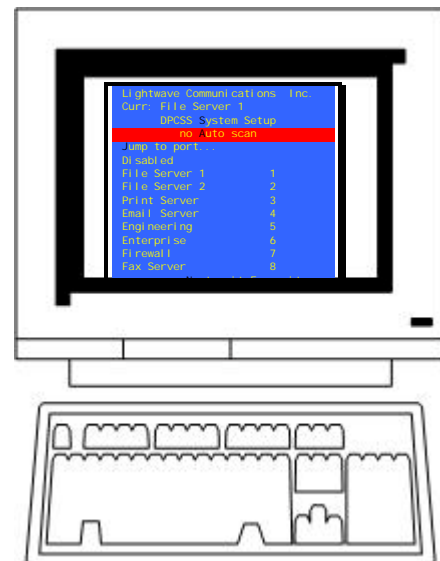 Lightwave Communications Inc.
Curr: File Server 1
DPCSS System Setup
no Auto scan
Jump to port...
Disabled
File Server 1 1
File Server 2 2
Print Server 3
Email Server 4
Engineering 5
Enterprise 6
Firewall 7
Fax Server 8